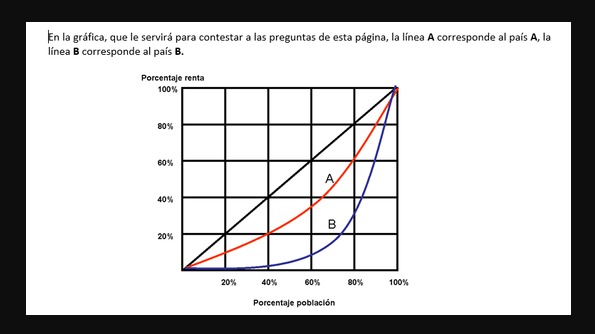 En la gráfica, que le servirá para contestar a las preguntas de esta página, la línea A corresponde al país A, la
línea B corresponde al país B.
Porcentaje renta
100%
80%
60%
A
40%
B
20%
20% 40% 60% 80% 100%
Porcentaje población